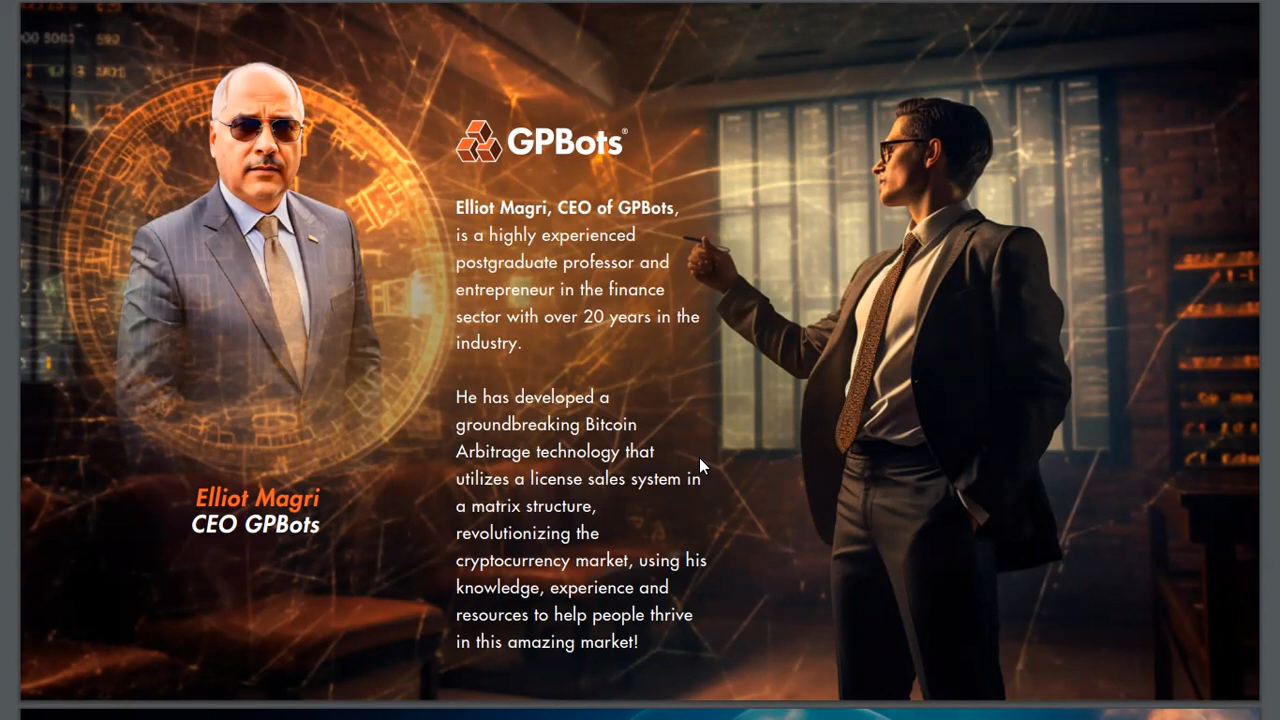 GPBots®
Elliot Magri, CEO of GPBots,
is a highly experienced
postgraduate professor and
entrepreneur in the finance
sector with over 20 years in the
industry.
He has developed a
groundbreaking Bitcoin
Arbitrage technology that
utilizes a license sales system in
a matrix structure,
revolutionizing the
cryptocurrency market, using his
knowledge, experience and
resources to help people thrive
in this amazing market!
Elliot Magri
CEO GPBots